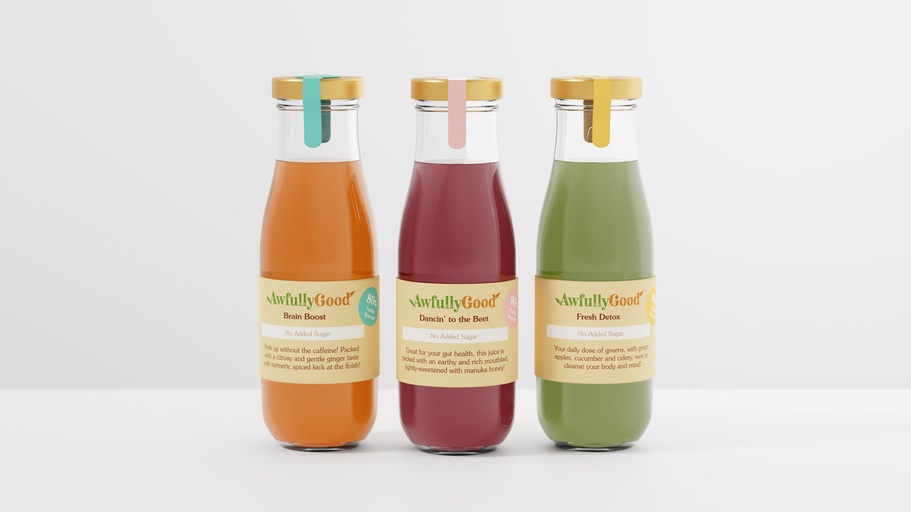 AwfullyGood
Brain Boost
No Added Sugar
Perk up without the caffeine! Packed
with a citrusy and gentle ginger taste
with turmeric spiced kick at the finish!
80%
AwfullyGood
Dancin' to the Beet
No Added Sugar
Great for your gut health, this juice is
packed with an earthy and rich mouthfeel,
lightly-sweetened with manuka honey!
AwfullyGood
Fresh Detox
No Added Sugar
Your daily dose of greens, with green
apples, cucumber and celery, sure to
cleanse your body and mind!